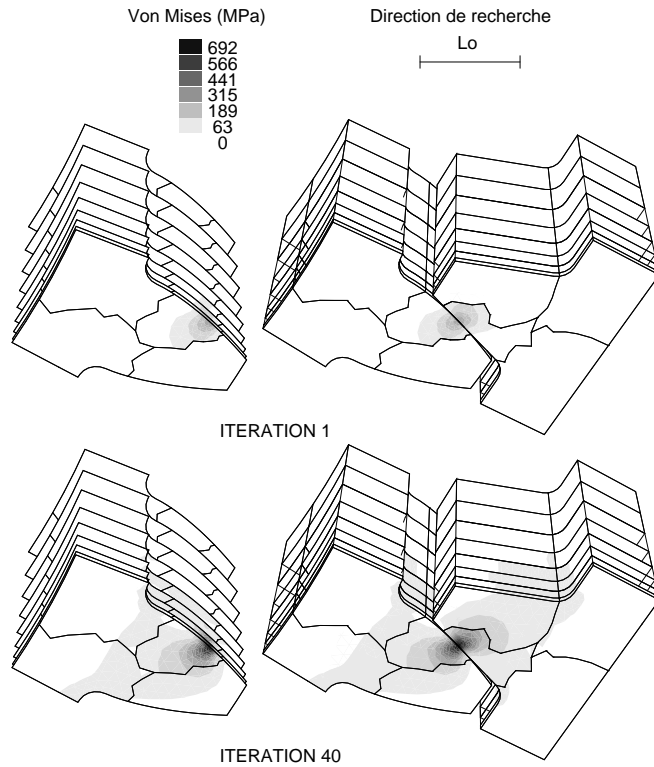 Von Mises (MPa)
Direction de recherche
Lo
692
566
441
315
189
63
0
ITERATION 1
ITERATION 40